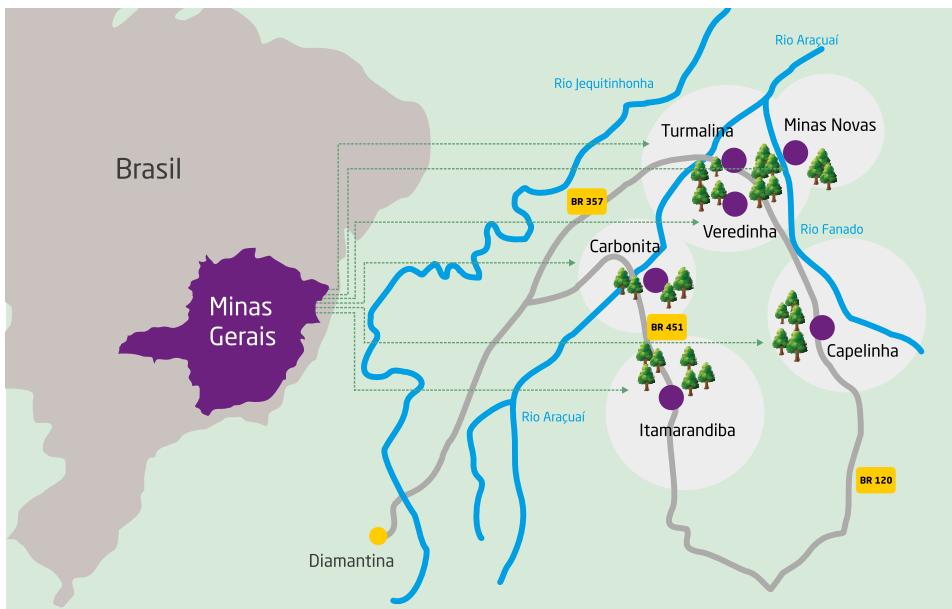 Rio Araçuaí
Rio Jequitinhonha
Turmalina
Minas Novas
Brasil
BR 357
Veredinha
Rio Fanado
Carbonita
Minas
Gerais
BR 451
Capelinha
Rio Araçuaí
Itamarandiba
BR 120
Diamantina